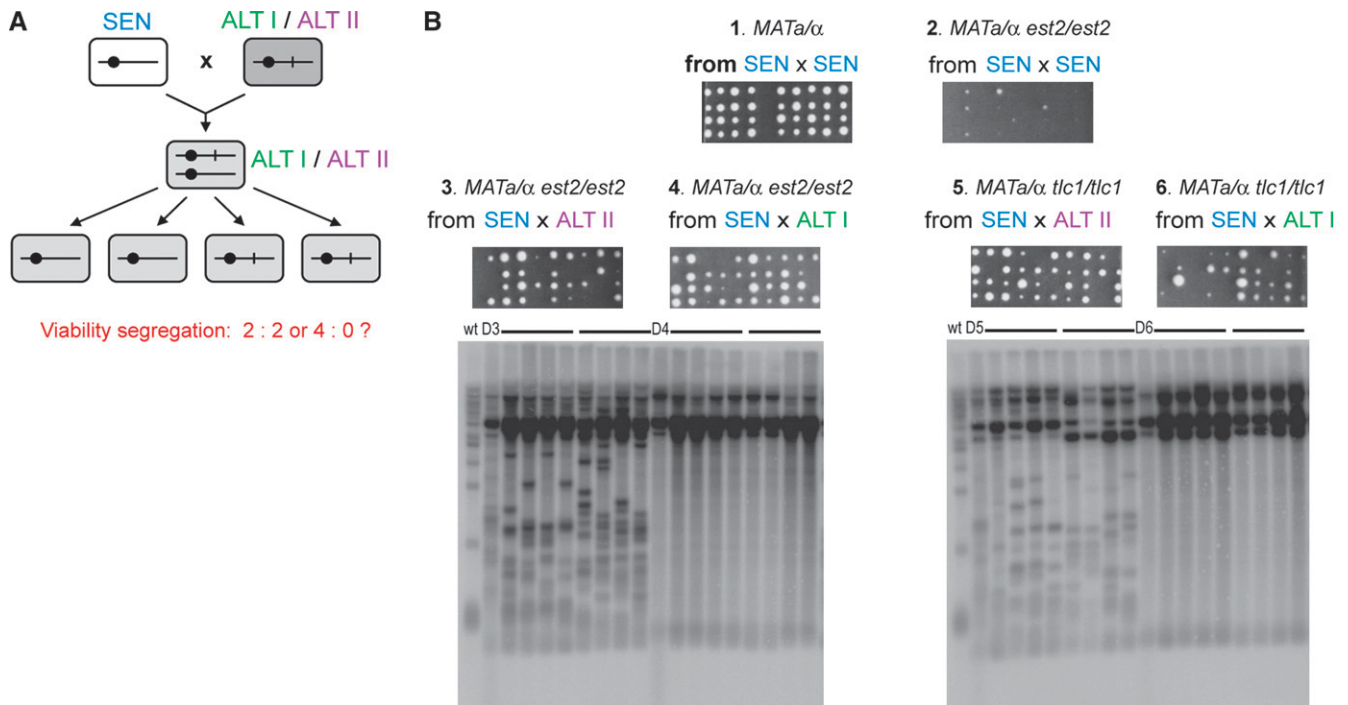 A
SEN
ALT I / ALT II
x
ALT I / ALT II
Viability segregation: 2 : 2 or 4 : 0 ?
B
1. MATa/α
from SEN x SEN
2. MATa/α est2/est2
from SEN x SEN
3. MATa/α est2/est2
from SEN x ALT II
4. MATa/α est2/est2
from SEN x ALT I
5. MATa/α tlc1/tlc1
from SEN x ALT II
6. MATa/α tlc1/tlc1
from SEN x ALT I
wt D3 D4
wt D5 D6